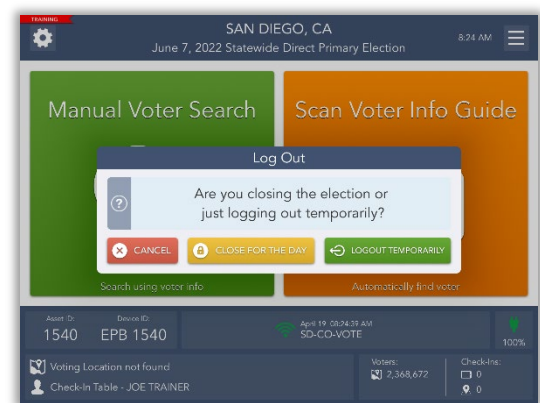 TRAINING
SAN DIEGO, CA
June 7, 2022 Statewide Direct Primary Election
8:24 AM
Manual Voter Search
Scan Voter Info Guide
Log Out
Are you closing the election or
just logging out temporarily?
CANCEL
CLOSE FOR THE DAY
LOGOUT TEMPORARILY
Search using voter info
Automatically find voter
Asset ID:
1540
Device ID:
EPB 1540
April 19 08:24:39 AM
SD-CO-VOTE
100%
Voting Location not found
Check-In Table - JOE TRAINER
Voters:
2,368,672
Check-Ins:
0
0